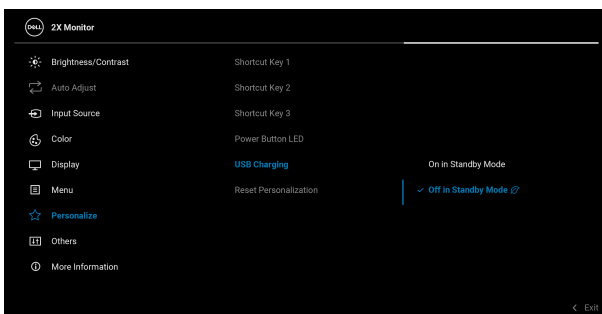 DELL 2X Monitor
Brightness/Contrast Shortcut Key 1
Auto Adjust Shortcut Key 2
Input Source Shortcut Key 3
Color Power Button LED
Display USB Charging On in Standby Mode
Menu Reset Personalization Off in Standby Mode
Personalize
Others
More Information
Exit